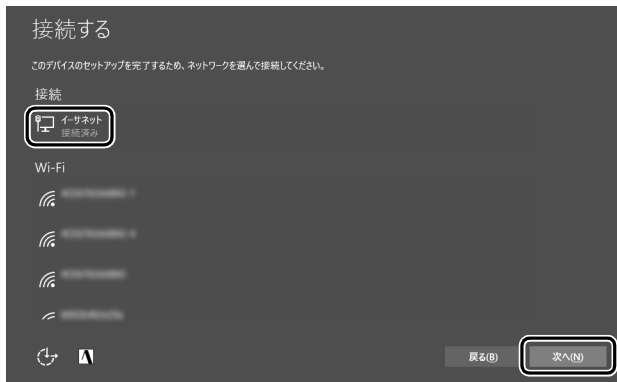 接続する
このデバイスのセットアップを完了するため、ネットワークを選んで接続してください。
接続
イーサネット
接続済み
Wi-Fi
戻る(B)
次へ(N)